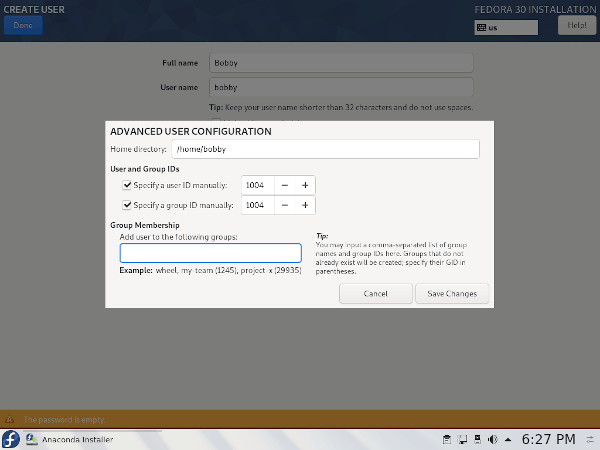 CREATE USER
FEDORA 30 INSTALLATION
Done
us
Help!
Full name
Bobby
User name
bobby
Tip: Keep your user name shorter than 32 characters and do not use spaces.
ADVANCED USER CONFIGURATION
Home directory:
/home/bobby
User and Group IDs
Specify a user ID manually:
1004
−
+
Specify a group ID manually:
1004
−
+
Group Membership
Add user to the following groups:
Example: wheel, my-team (1245), project-x (29935)
Tip:
You may input a comma-separated list of group
names and group IDs here. Groups that do not
already exist will be created; specify their GID in
parentheses.
Cancel
Save Changes
The password is empty.
Anaconda Installer
6:27 PM